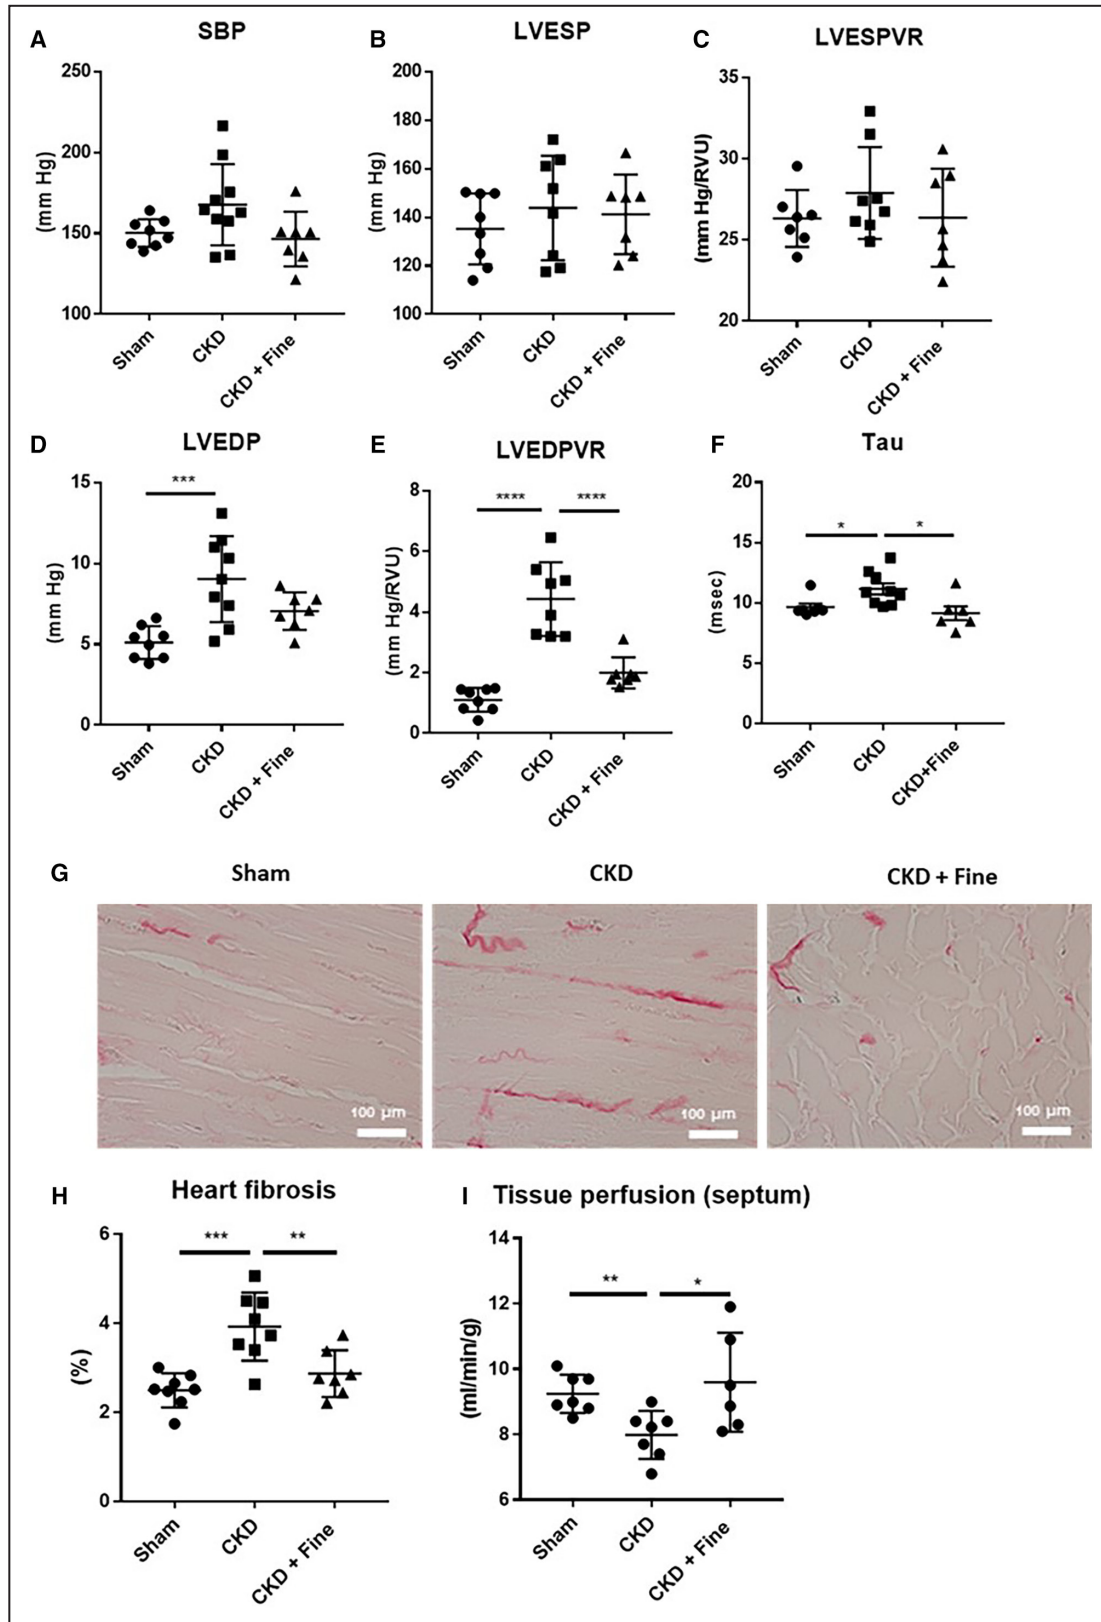 A SBP
B LVESP
C LVESPVR
250
200
150
100
(mm Hg)
Sham
CKD
CKD + Fine
200
180
160
140
120
100
(mm Hg)
Sham
CKD
CKD + Fine
35
30
25
20
(mm Hg/RVU)
Sham
CKD
CKD + Fine
D LVEDP
E LVEDPVR
F Tau
15
10
5
0
(mm Hg)
***
Sham
CKD
CKD + Fine
8
6
4
2
0
(mm Hg/RVU)
**** ****
Sham
CKD
CKD + Fine
20
15
10
5
0
(msec)
* *
Sham
CKD
CKD+Fine
G Sham CKD CKD + Fine
100 µm 100 µm 100 µm
H Heart fibrosis
I Tissue perfusion (septum)
6
4
2
0
(%)
*** **
Sham
CKD
CKD + Fine
14
12
10
8
6
(ml/min/g)
** *
Sham
CKD
CKD + Fine